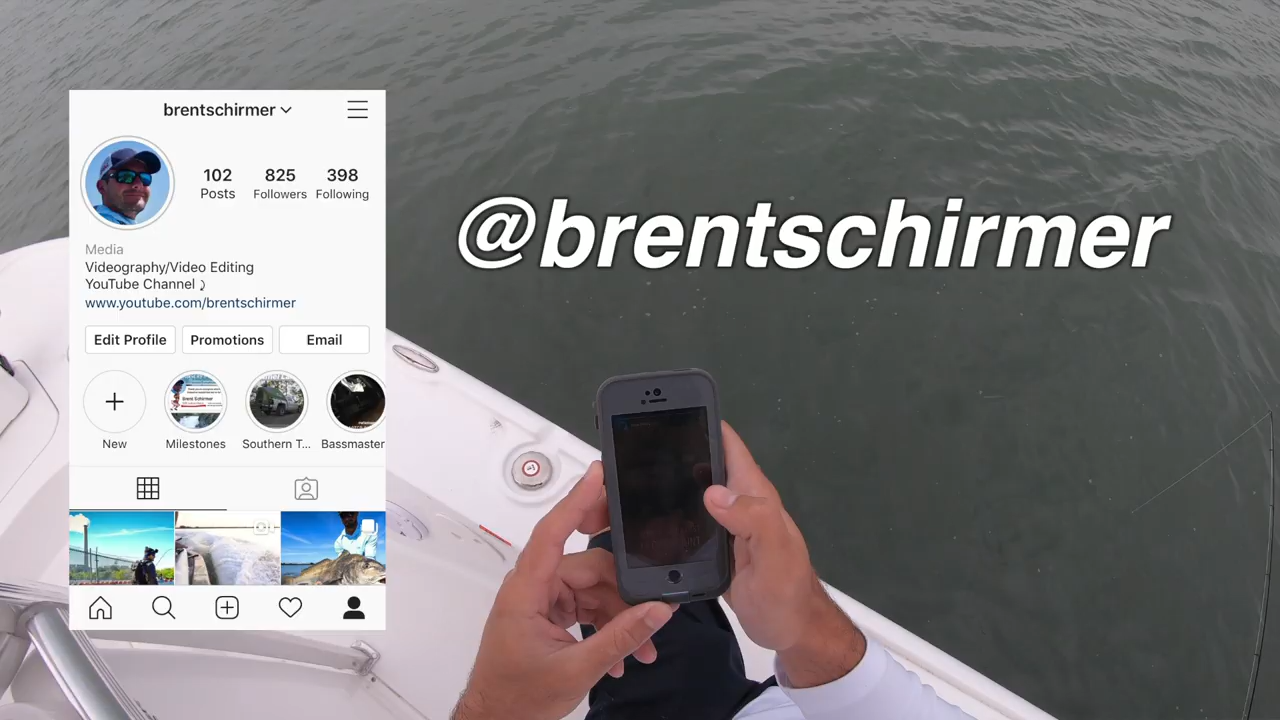 brentschirmer
102
825
398
Posts
Followers
Following
Media
Videography/Video Editing
YouTube Channel
www.youtube.com/brentschirmer
Edit Profile
Promotions
Email
New
Milestones
Southern T...
Bassmaster
@brentschirmer